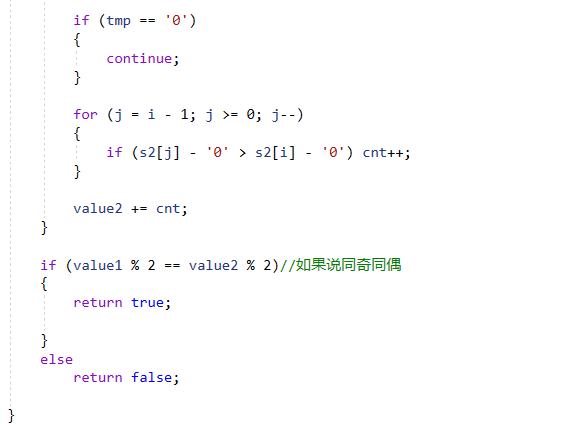 if (tmp == '0')
{
continue;
}
for (j = i - 1; j >= 0; j--)
{
if (s2[j] - '0' > s2[i] - '0') cnt++;
}
value2 += cnt;
}
if (value1 % 2 == value2 % 2)//如果说同奇同偶
{
return true;
}
else
return false;
}